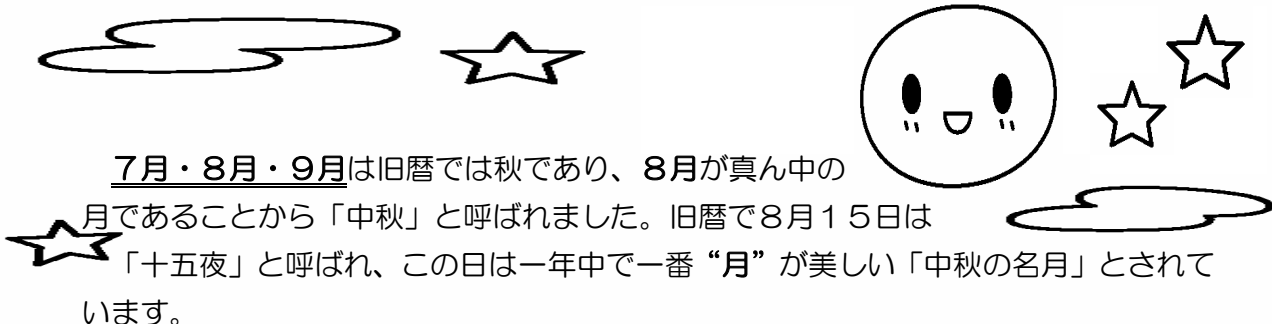 ７月・８月・９月は旧暦では秋であり、８月が真ん中の
月であることから「中秋」と呼ばれました。旧暦で８月１５日は
「十五夜」と呼ばれ、この日は一年中で一番“月”が美しい「中秋の名月」とされて
います。